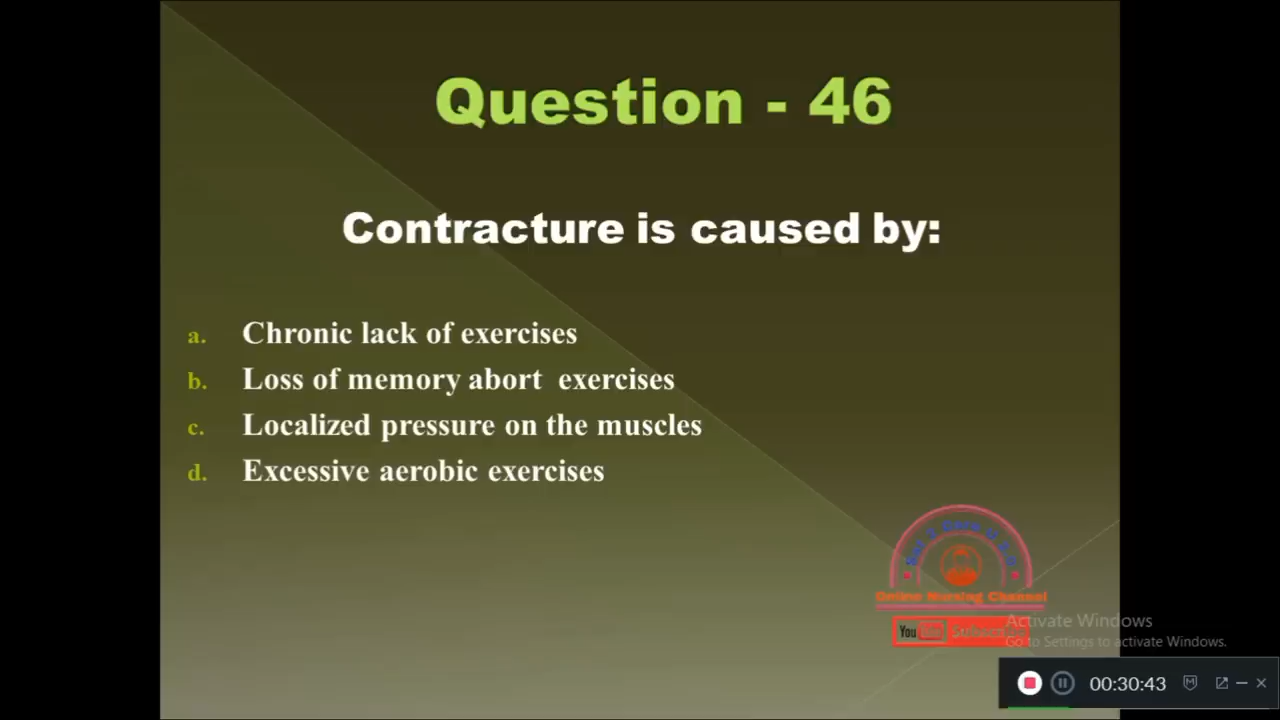 Question - 46
Contracture is caused by:
a. Chronic lack of exercises
b. Loss of memory abort exercises
c. Localized pressure on the muscles
d. Excessive aerobic exercises
Online Nursing Channel
You Tube Subscribe
Activate Windows
Go to Settings to activate Windows.
00:30:43